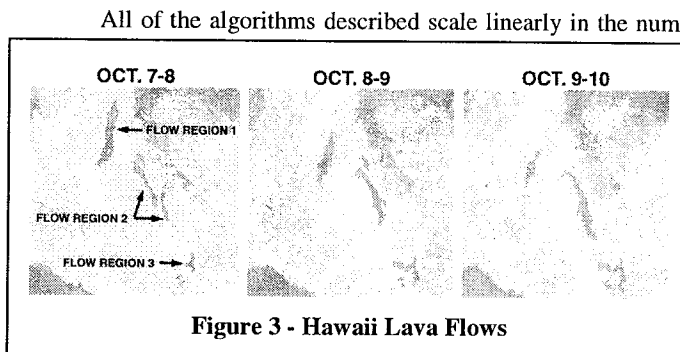 All of the algorithms described scale linearly in the num
OCT. 7-8 OCT. 8-9 OCT. 9-10
FLOW REGION 1
FLOW REGION 2
FLOW REGION 3
Figure 3 - Hawaii Lava Flows